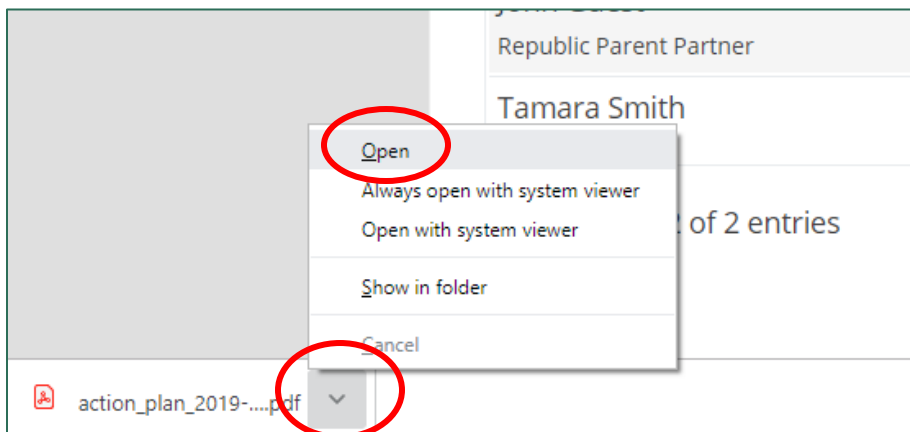 Republic Parent Partner
Tamara Smith
of 2 entries
Open
Always open with system viewer
Open with system viewer
Show in folder
Cancel
action_plan_2019-....pdf